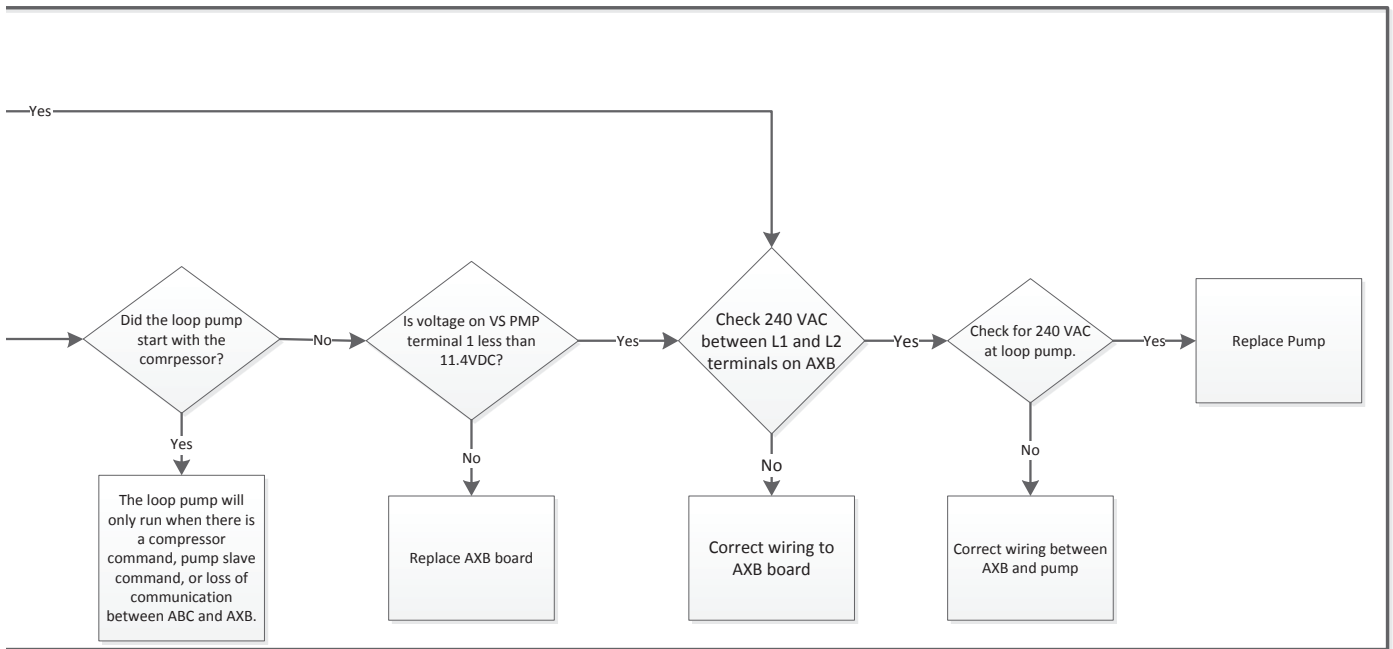 Yes
Did the loop pump
start with the
comrpessor?
No
Is voltage on VS PMP
terminal 1 less than
11.4VDC?
Yes
Check 240 VAC
between L1 and L2
terminals on AXB
Yes
Check for 240 VAC
at loop pump.
Yes
Replace Pump
Yes
No
No
No
The loop pump will
only run when there is
a compressor
command, pump slave
command, or loss of
communication
between ABC and AXB.
Replace AXB board
Correct wiring to
AXB board
Correct wiring between
AXB and pump